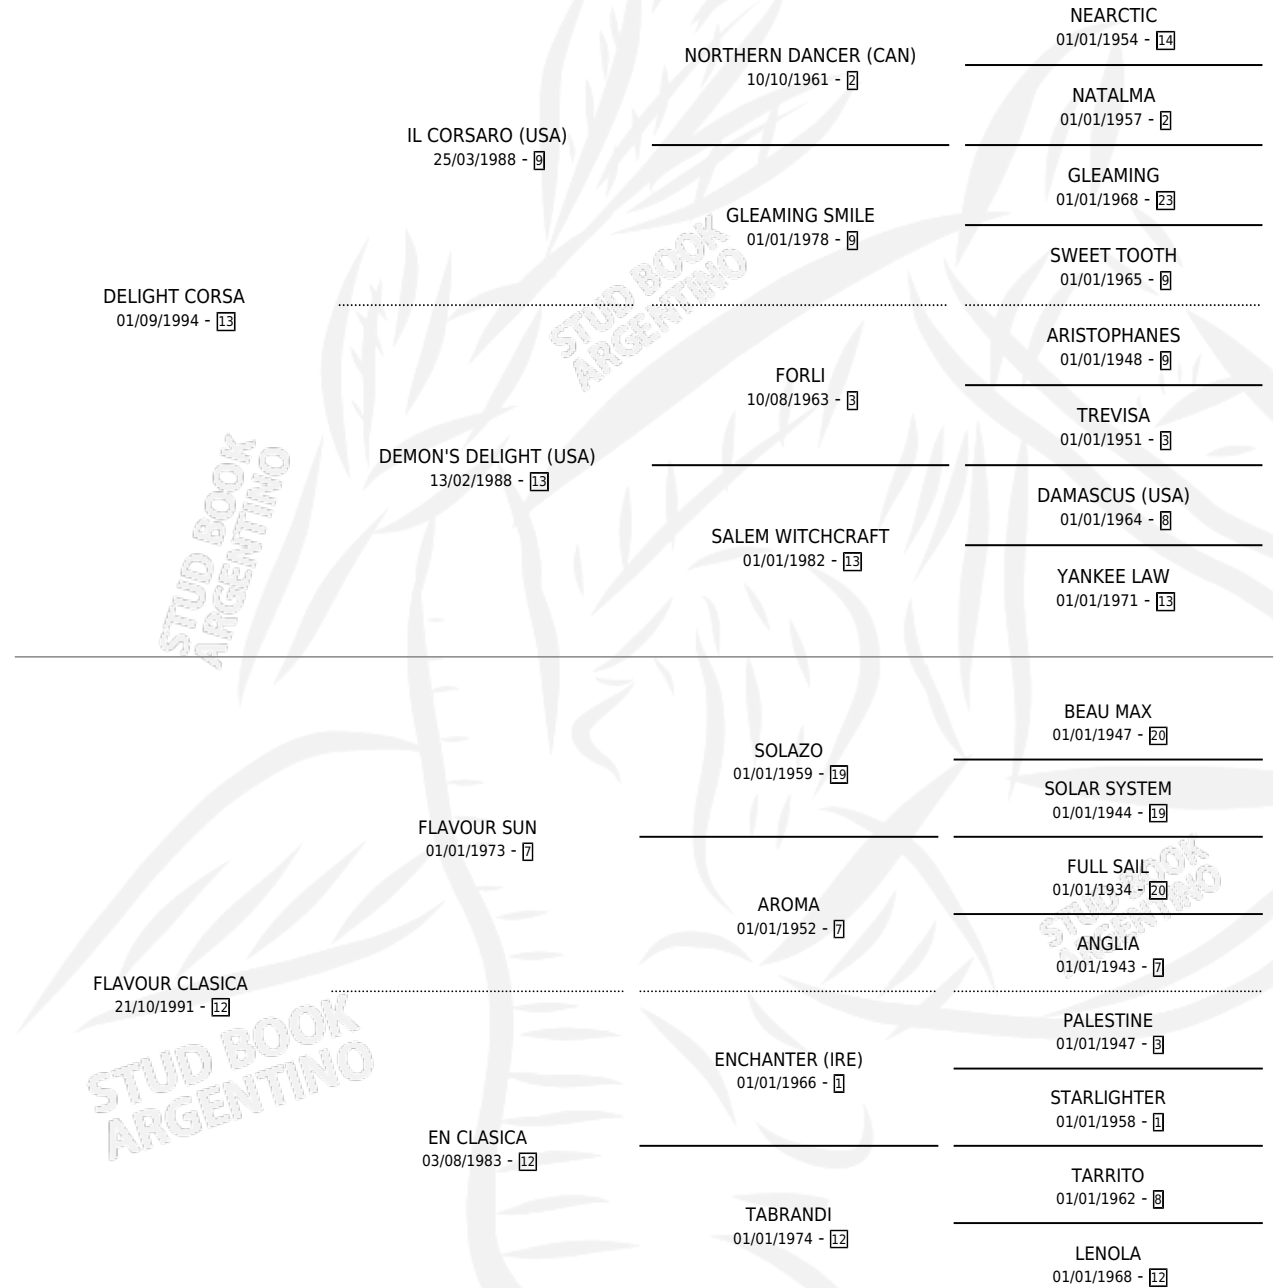 NEARCTIC
01/01/1954 - 14
NORTHERN DANCER (CAN)
10/10/1961 - 2
NATALMA
01/01/1957 - 2
IL CORSARO (USA)
25/03/1988 - 9
GLEAMING
01/01/1968 - 23
GLEAMING SMILE
01/01/1978 - 9
SWEET TOOTH
01/01/1965 - 9
STUD BOOK
ARGENTINO
DELIGHT CORSA
01/09/1994 - 13
ARISTOPHANES
01/01/1948 - 9
FORLI
10/08/1963 - 3
TREVISA
01/01/1951 - 3
DEMON'S DELIGHT (USA)
13/02/1988 - 13
DAMASCUS (USA)
01/01/1964 - 8
SALEM WITCHCRAFT
01/01/1982 - 13
YANKEE LAW
01/01/1971 - 13
STUD BOOK
ARGENTINO
BEAU MAX
01/01/1947 - 20
SOLAZO
01/01/1959 - 19
SOLAR SYSTEM
01/01/1944 - 19
FLAVOUR SUN
01/01/1973 - 7
FULL SAIL
01/01/1934 - 20
AROMA
01/01/1952 - 7
ANGLIA
01/01/1943 - 7
STUD BOOK
ARGENTINO
FLAVOUR CLASICA
21/10/1991 - 12
PALESTINE
01/01/1947 - 3
ENCHANTER (IRE)
01/01/1966 - 1
STARLIGHTER
01/01/1958 - 1
STUD BOOK
ARGENTINO
EN CLASICA
03/08/1983 - 12
TARRITO
01/01/1962 - 8
TABRANDI
01/01/1974 - 12
LENOLA
01/01/1968 - 12